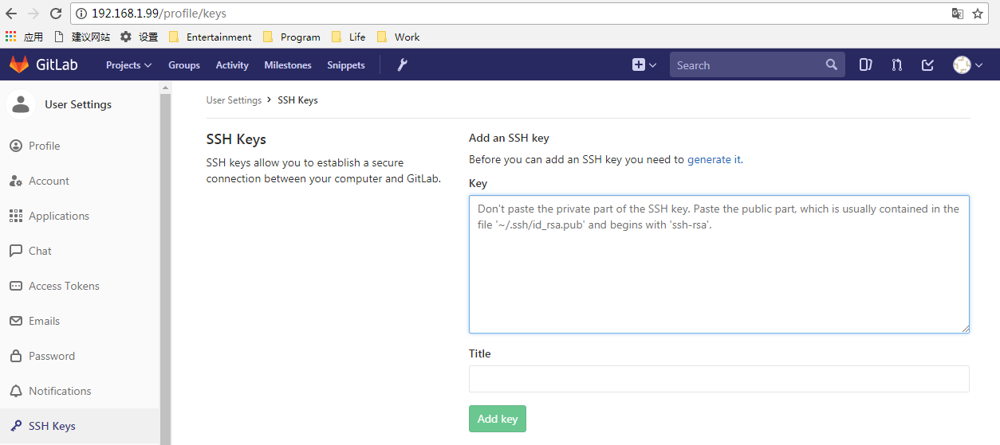 192.168.1.99/profile/keys
应用 建议网站 设置 Entertainment Program Life Work
GitLab Projects Groups Activity Milestones Snippets Search
User Settings
Profile
Account
Applications
Chat
Access Tokens
Emails
Password
Notifications
SSH Keys
User Settings > SSH Keys
SSH Keys
SSH keys allow you to establish a secure
connection between your computer and GitLab.
Add an SSH key
Before you can add an SSH key you need to generate it.
Key
Don't paste the private part of the SSH key. Paste the public part, which is usually contained in the
file '~/.ssh/id_rsa.pub' and begins with 'ssh-rsa'.
Title
Add key